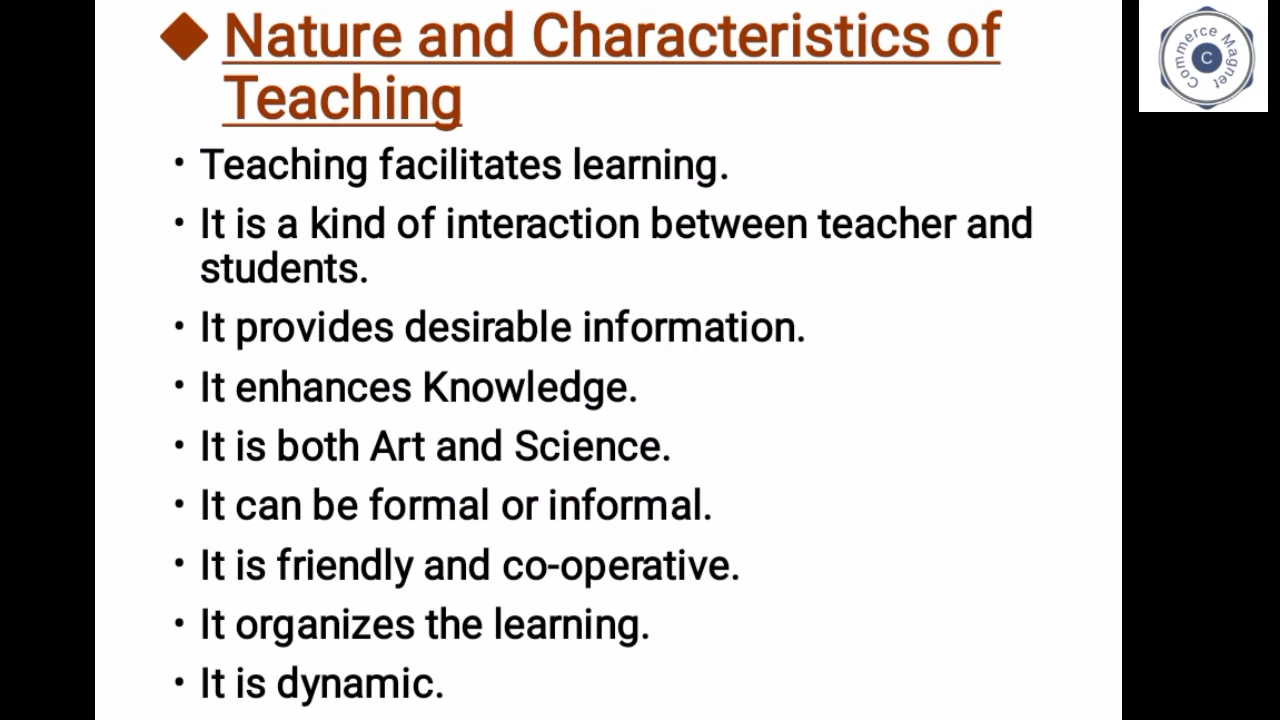 ◆ Nature and Characteristics of
Teaching
• Teaching facilitates learning.
• It is a kind of interaction between teacher and
students.
• It provides desirable information.
• It enhances Knowledge.
• It is both Art and Science.
• It can be formal or informal.
• It is friendly and co-operative.
• It organizes the learning.
• It is dynamic.
Commerce Magnet
C